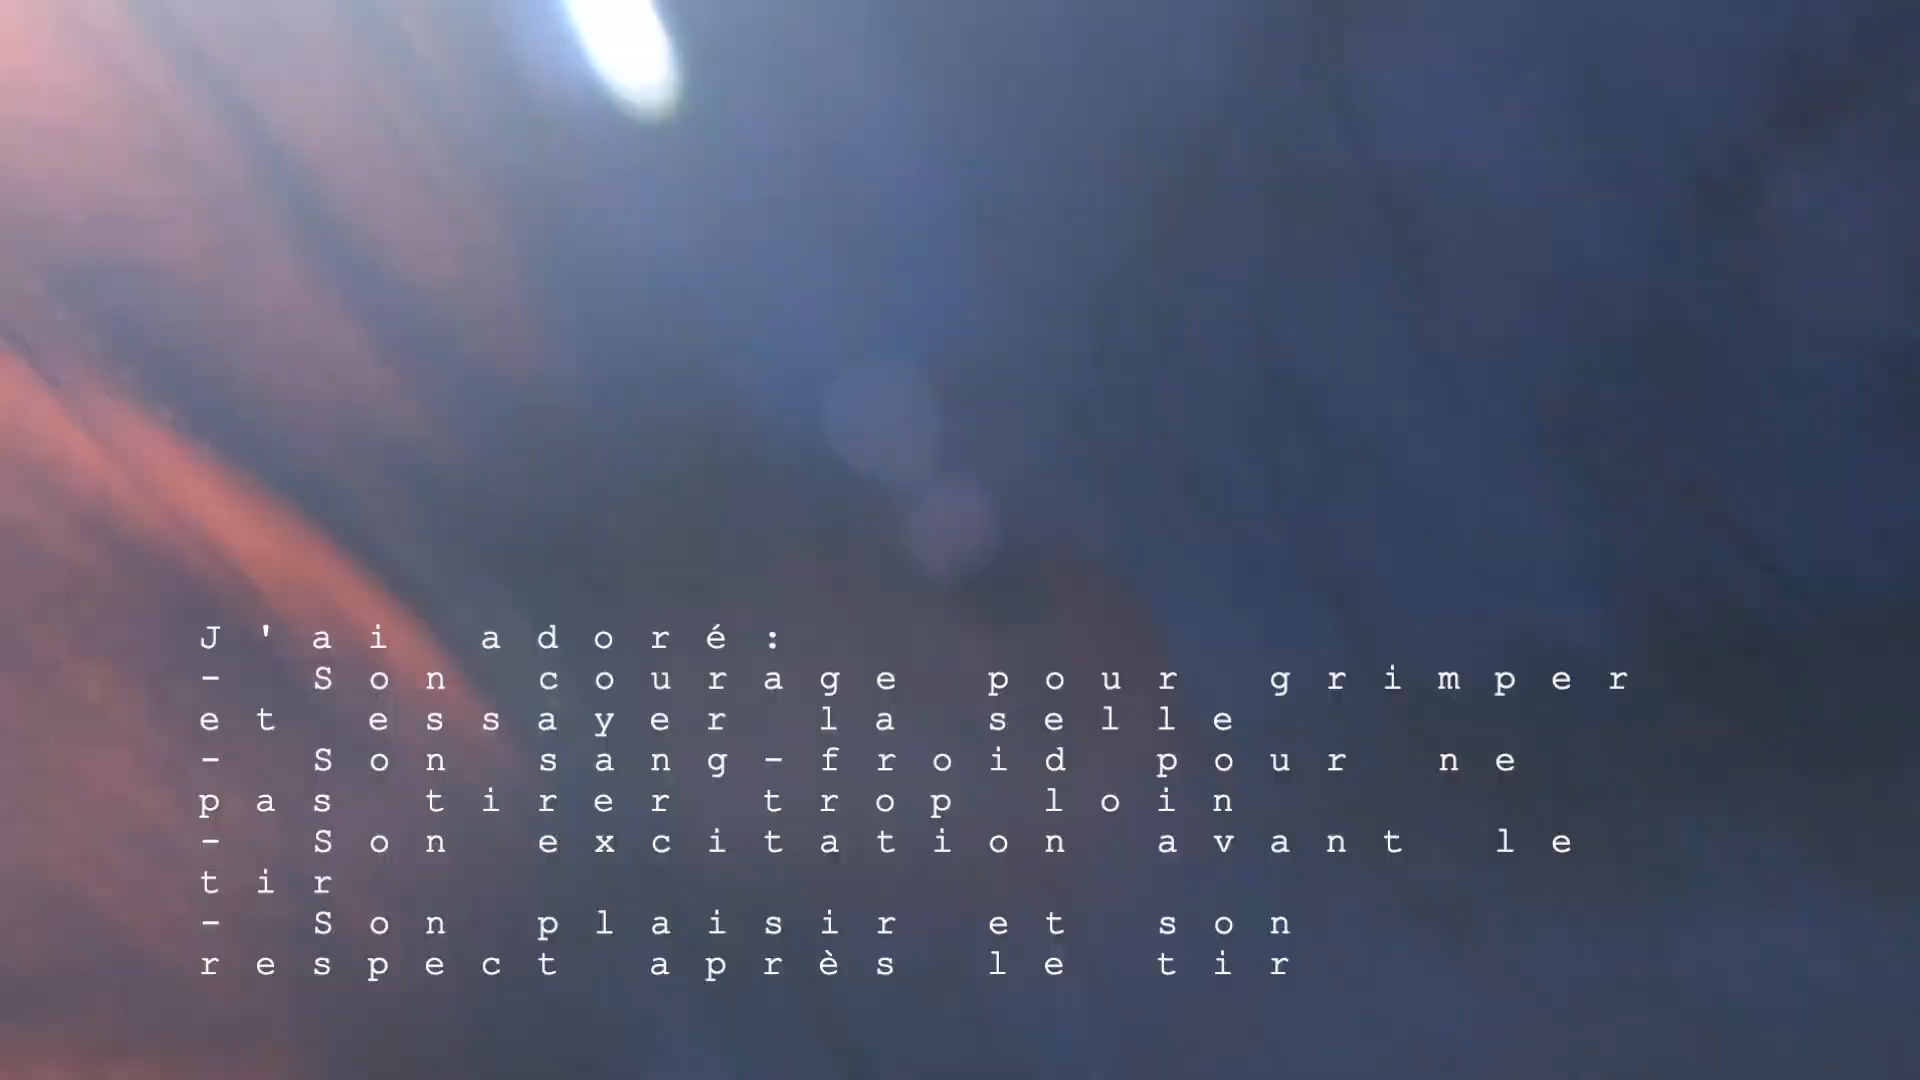 J'ai adoré:
- Son courage pour grimper
et essayer la selle
- Son sang-froid pour ne
pas tirer trop loin
- Son excitation avant le
tir
- Son plaisir et son
respect après le tir